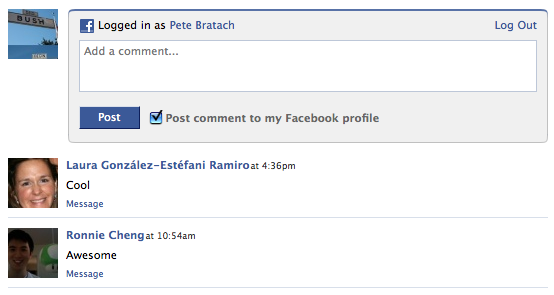 BUSH
Logged in as Pete Bratach
Log Out
Add a comment...
Post
Post comment to my Facebook profile
Laura González-Estéfani Ramiro at 4:36pm
Cool
Message
Ronnie Cheng at 10:54am
Awesome
Message